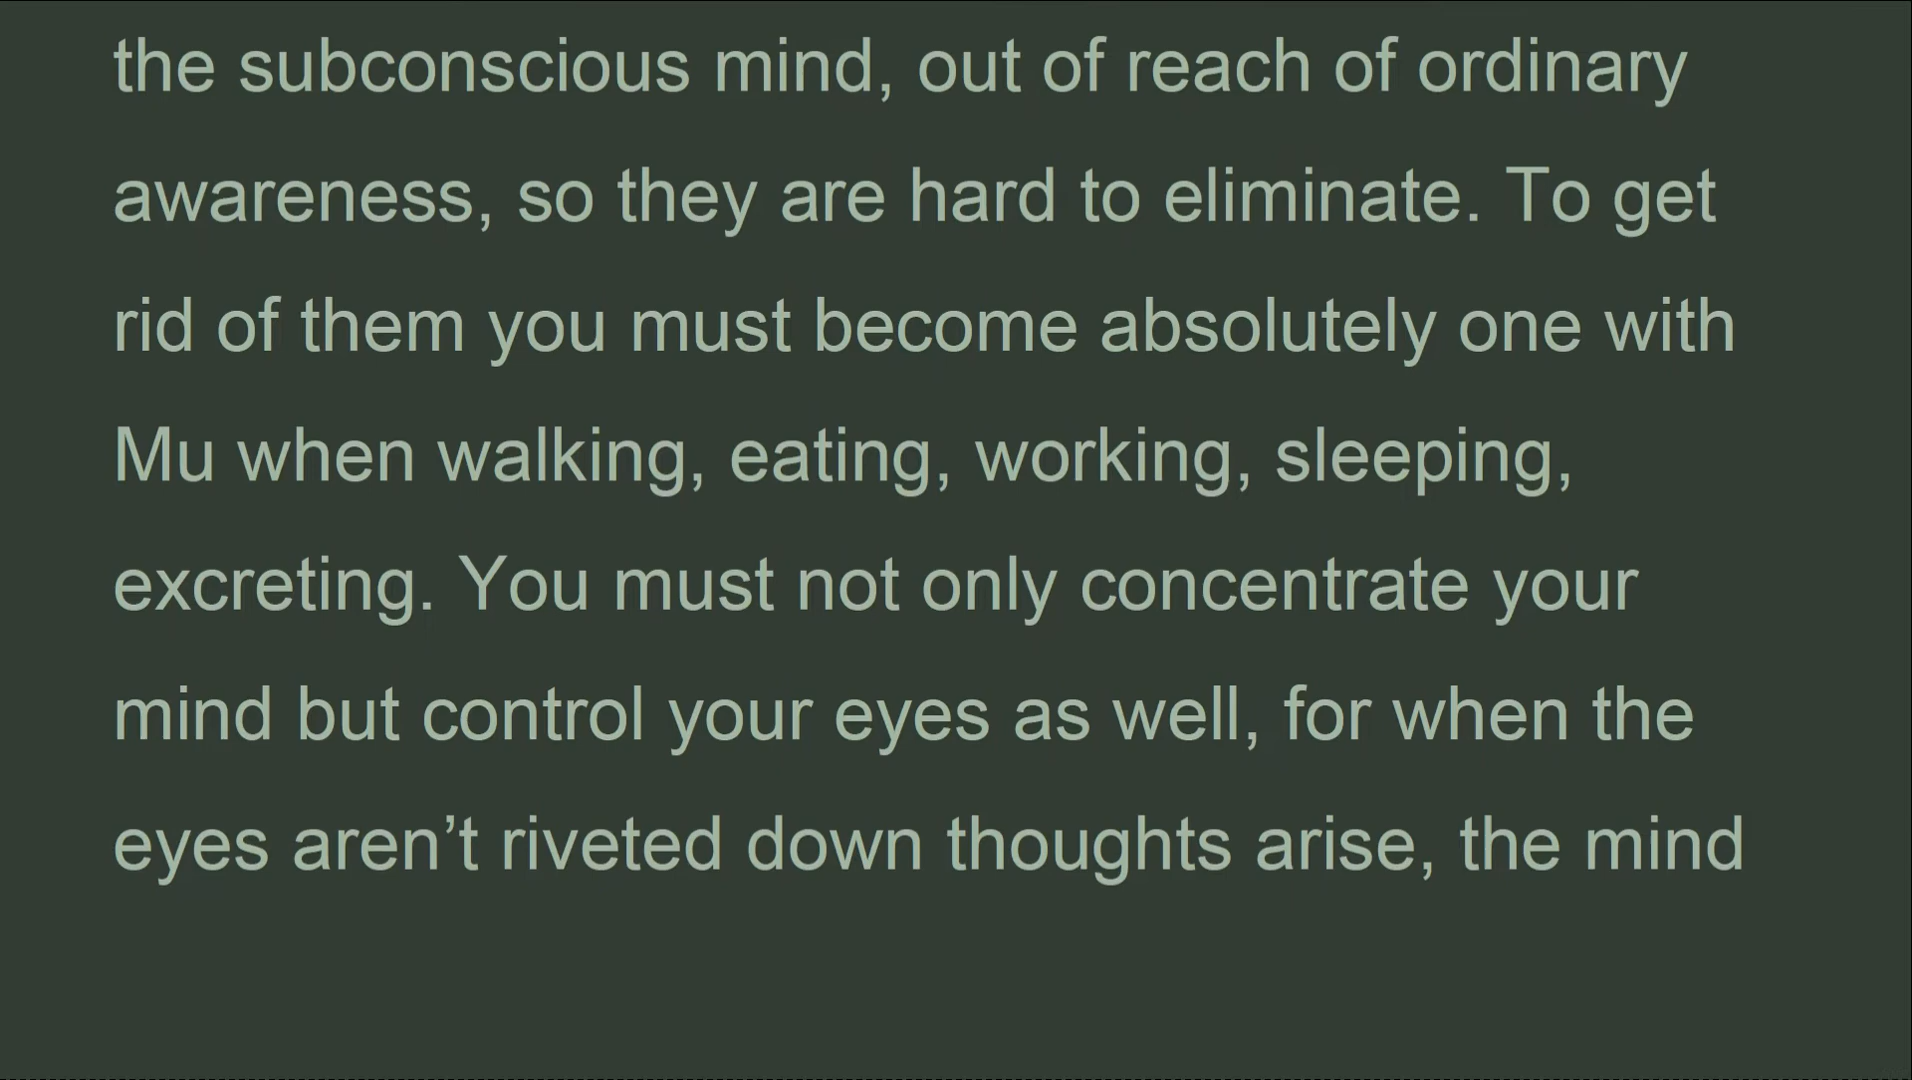 the subconscious mind, out of reach of ordinary
awareness, so they are hard to eliminate. To get
rid of them you must become absolutely one with
Mu when walking, eating, working, sleeping,
excreting. You must not only concentrate your
mind but control your eyes as well, for when the
eyes aren’t riveted down thoughts arise, the mind